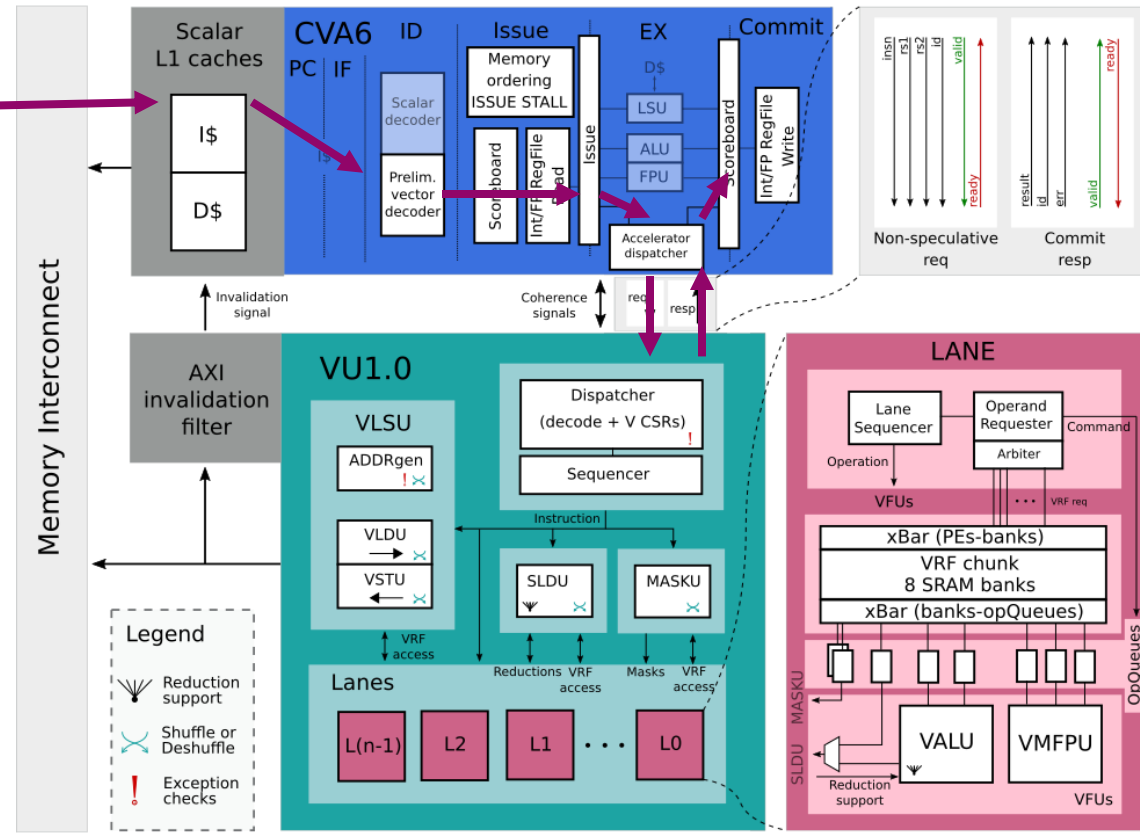 Memory Interconnect
Scalar
L1 caches
I$
D$
CVA6
PC
IF
I$
ID
Scalar
decoder
Prelim.
vector
decoder
Issue
Memory
ordering
ISSUE STALL
Scoreboard
Int/FP RegFile
Read
Issue
EX
D$
LSU
ALU
FPU
Accelerator
dispatcher
Commit
Scoreboard
Int/FP RegFile
Write
insn
rs1
rs2
id
valid
ready
Non-speculative
req
result
id
err
valid
ready
Commit
resp
Invalidation
signal
Coherence
signals
req
resp
AXI
invalidation
filter
VU1.0
VLSU
ADDRgen
!
VLDU
VSTU
Dispatcher
(decode + V CSRs)
!
Sequencer
Instruction
SLDU
MASKU
VRF
access
Reductions
VRF
access
Masks
VRF
access
Lanes
L(n-1)
L2
L1
L0
Legend
Reduction
support
Shuffle or
Deshuffle
!
Exception
checks
LANE
Lane
Sequencer
Operand
Requester
Arbiter
Command
Operation
VFUs
VRF req
xBar (PEs-banks)
VRF chunk
8 SRAM banks
xBar (banks-opQueues)
OpQueues
MASKU
SLDU
VALU
VMFPU
Reduction
support
VFUs